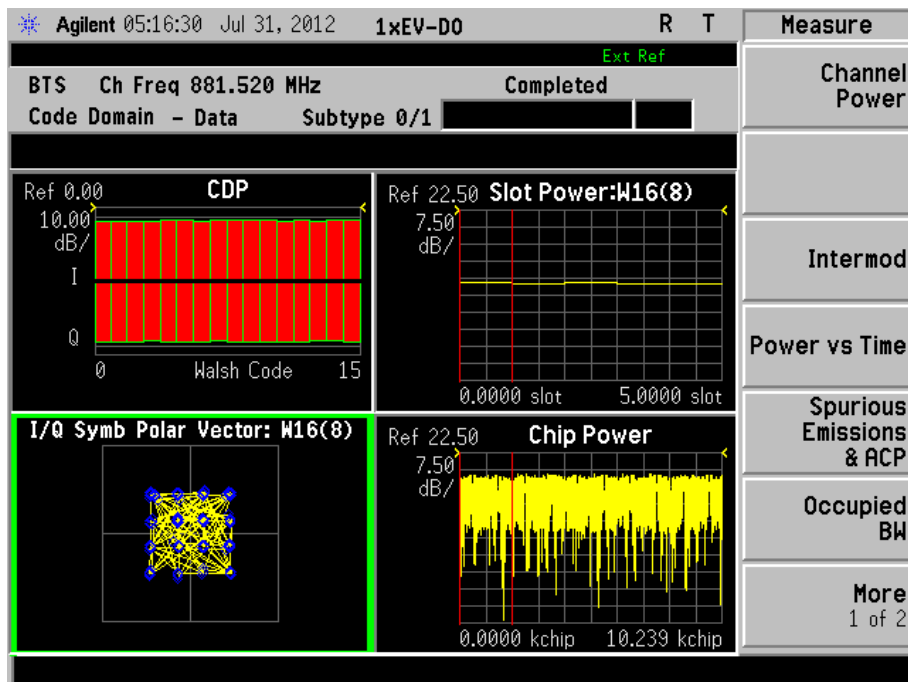 Agilent 05:16:30 Jul 31, 2012 1xEV-DO R T
Ext Ref
BTS Ch Freq 881.520 MHz Completed
Code Domain - Data Subtype 0/1
Ref 0.00 CDP
10.00
dB/
I
Q
0 Walsh Code 15
Ref 22.50 Slot Power:W16(8)
7.50
dB/
0.0000 slot 5.0000 slot
I/Q Symb Polar Vector: W16(8)
Ref 22.50 Chip Power
7.50
dB/
0.0000 kchip 10.239 kchip
Measure
Channel
Power
Intermod
Power vs Time
Spurious
Emissions
& ACP
Occupied
BW
More
1 of 2